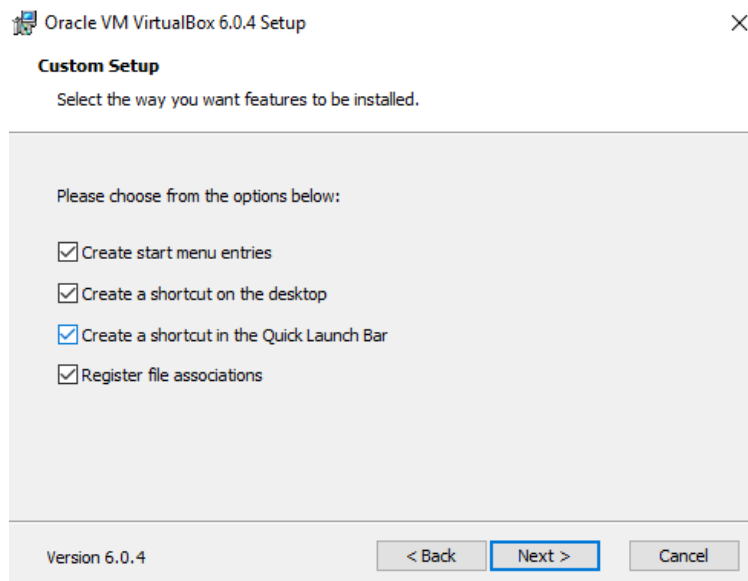 Oracle VM VirtualBox 6.0.4 Setup
Custom Setup
Select the way you want features to be installed.
Please choose from the options below:
Create start menu entries
Create a shortcut on the desktop
Create a shortcut in the Quick Launch Bar
Register file associations
Version 6.0.4
< Back
Next >
Cancel